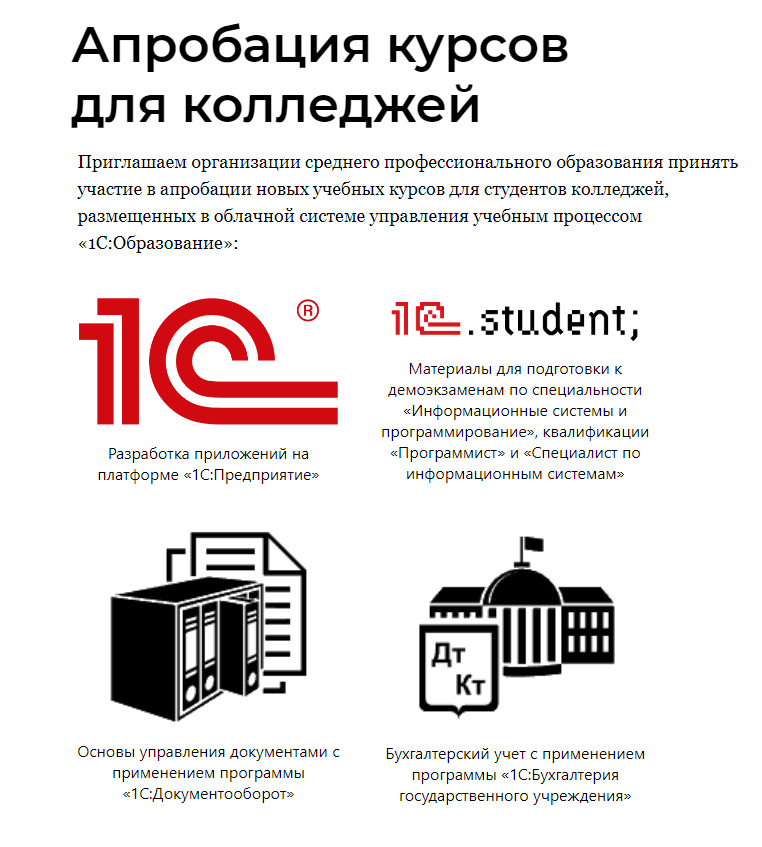 Апробация курсов
для колледжей
Приглашаем организации среднего профессионального образования принять
участие в апробации новых учебных курсов для студентов колледжей,
размещенных в облачной системе управления учебным процессом
«1С:Образование»:
1С®
Разработка приложений на
платформе «1С:Предприятие»
1С.student;
Материалы для подготовки к
демоэкзаменам по специальности
«Информационные системы и
программирование», квалификации
«Программист» и «Специалист по
информационным системам»
Основы управления документами с
применением программы
«1С:Документооборот»
Дт
Кт
Бухгалтерский учет с применением
программы «1С:Бухгалтерия
государственного учреждения»